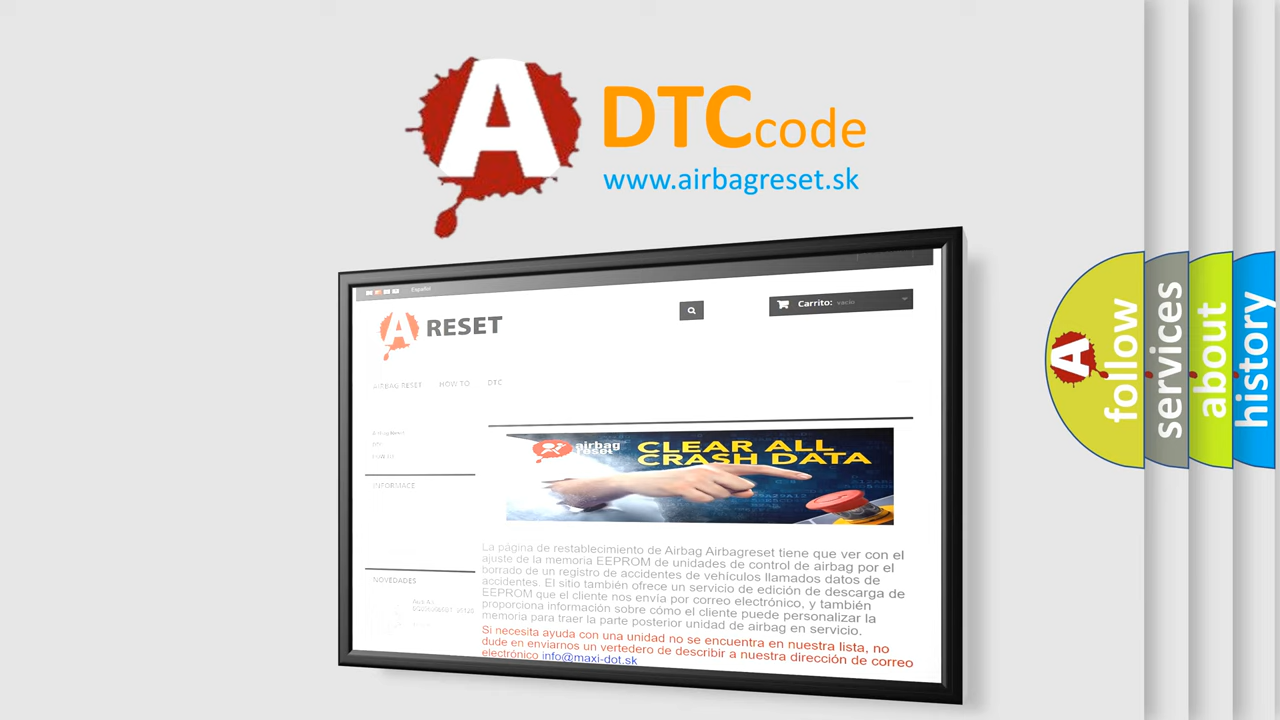 A DTCcode
www.airbagreset.sk
Español
A RESET
Carrito: vacío
AIRBAG RESET HOW TO DTC
INFORMACE
NOVEDADES
airbag
reset
CLEAR ALL
CRASH DATA
La página de restablecimiento de Airbag Airbagreset tiene que ver con el
ajuste de la memoria EEPROM de unidades de control de airbag por el
borrado de un registro de accidentes de vehículos llamados datos de
accidentes. El sitio también ofrece un servicio de edición de descarga de
EEPROM que el cliente nos envía por correo electrónico, y también
proporciona información sobre cómo el cliente puede personalizar la
memoria para traer la parte posterior unidad de airbag en servicio.
Si necesita ayuda con una unidad no se encuentra en nuestra lista, no
dude en enviarnos un vertedero de describir a nuestra dirección de correo
electrónico info@maxi-dot.sk
A
follow
services
about
history